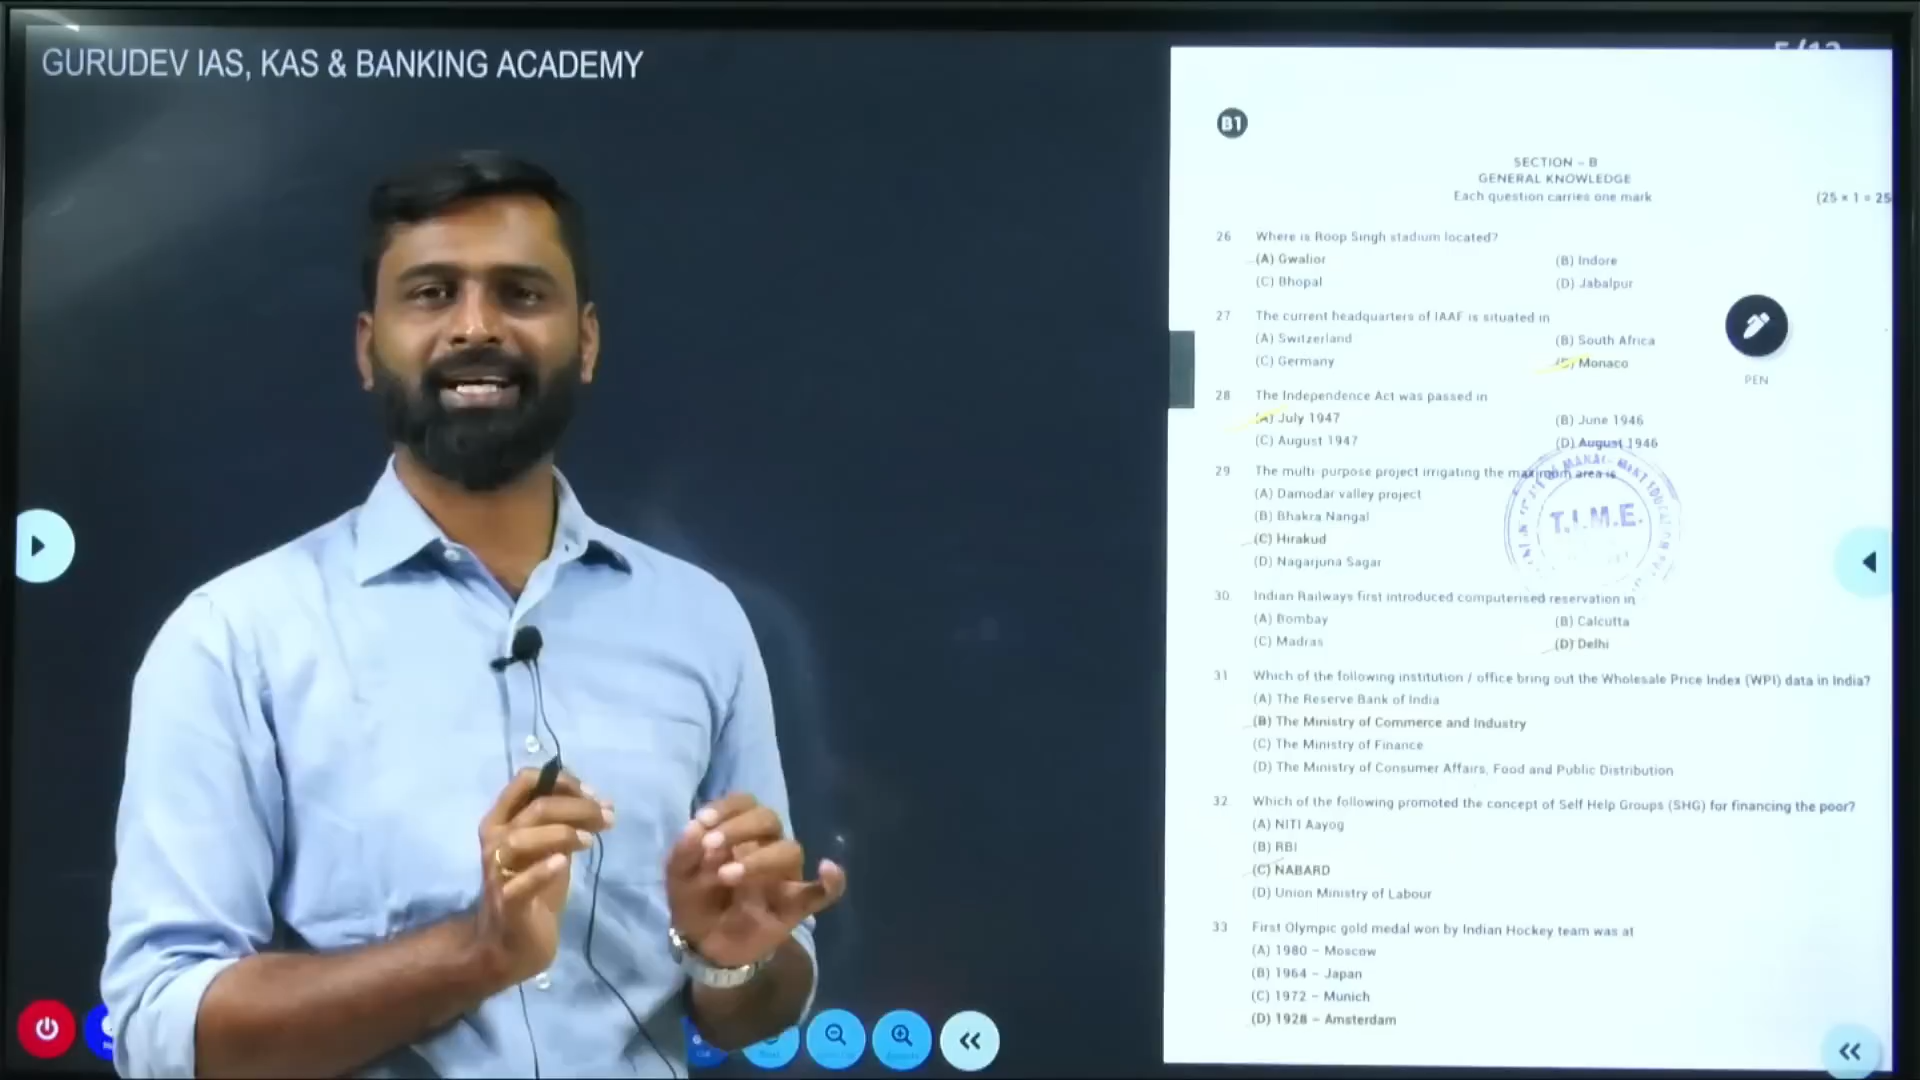 GURUDEV IAS, KAS & BANKING ACADEMY
B1
SECTION – B
GENERAL KNOWLEDGE
Each question carries one mark
(25 × 1 = 25
26 Where is Roop Singh stadium located?
(A) Gwalior (B) Indore
(C) Bhopal (D) Jabalpur
27 The current headquarters of IAAF is situated in
(A) Switzerland (B) South Africa
(C) Germany (D) Monaco
PEN
28 The Independence Act was passed in
(A) July 1947 (B) June 1946
(C) August 1947 (D) August 1946
29 The multi-purpose project irrigating the maximum area is
(A) Damodar valley project
(B) Bhakra Nangal
T.I.M.E.
(C) Hirakud
(D) Nagarjuna Sagar
30 Indian Railways first introduced computerised reservation in
(A) Bombay (B) Calcutta
(C) Madras (D) Delhi
31 Which of the following institution / office bring out the Wholesale Price Index (WPI) data in India?
(A) The Reserve Bank of India
(B) The Ministry of Commerce and Industry
(C) The Ministry of Finance
(D) The Ministry of Consumer Affairs, Food and Public Distribution
32 Which of the following promoted the concept of Self Help Groups (SHG) for financing the poor?
(A) NITI Aayog
(B) RBI
(C) NABARD
(D) Union Ministry of Labour
33 First Olympic gold medal won by Indian Hockey team was at
(A) 1980 – Moscow
(B) 1964 – Japan
(C) 1972 – Munich
(D) 1928 – Amsterdam